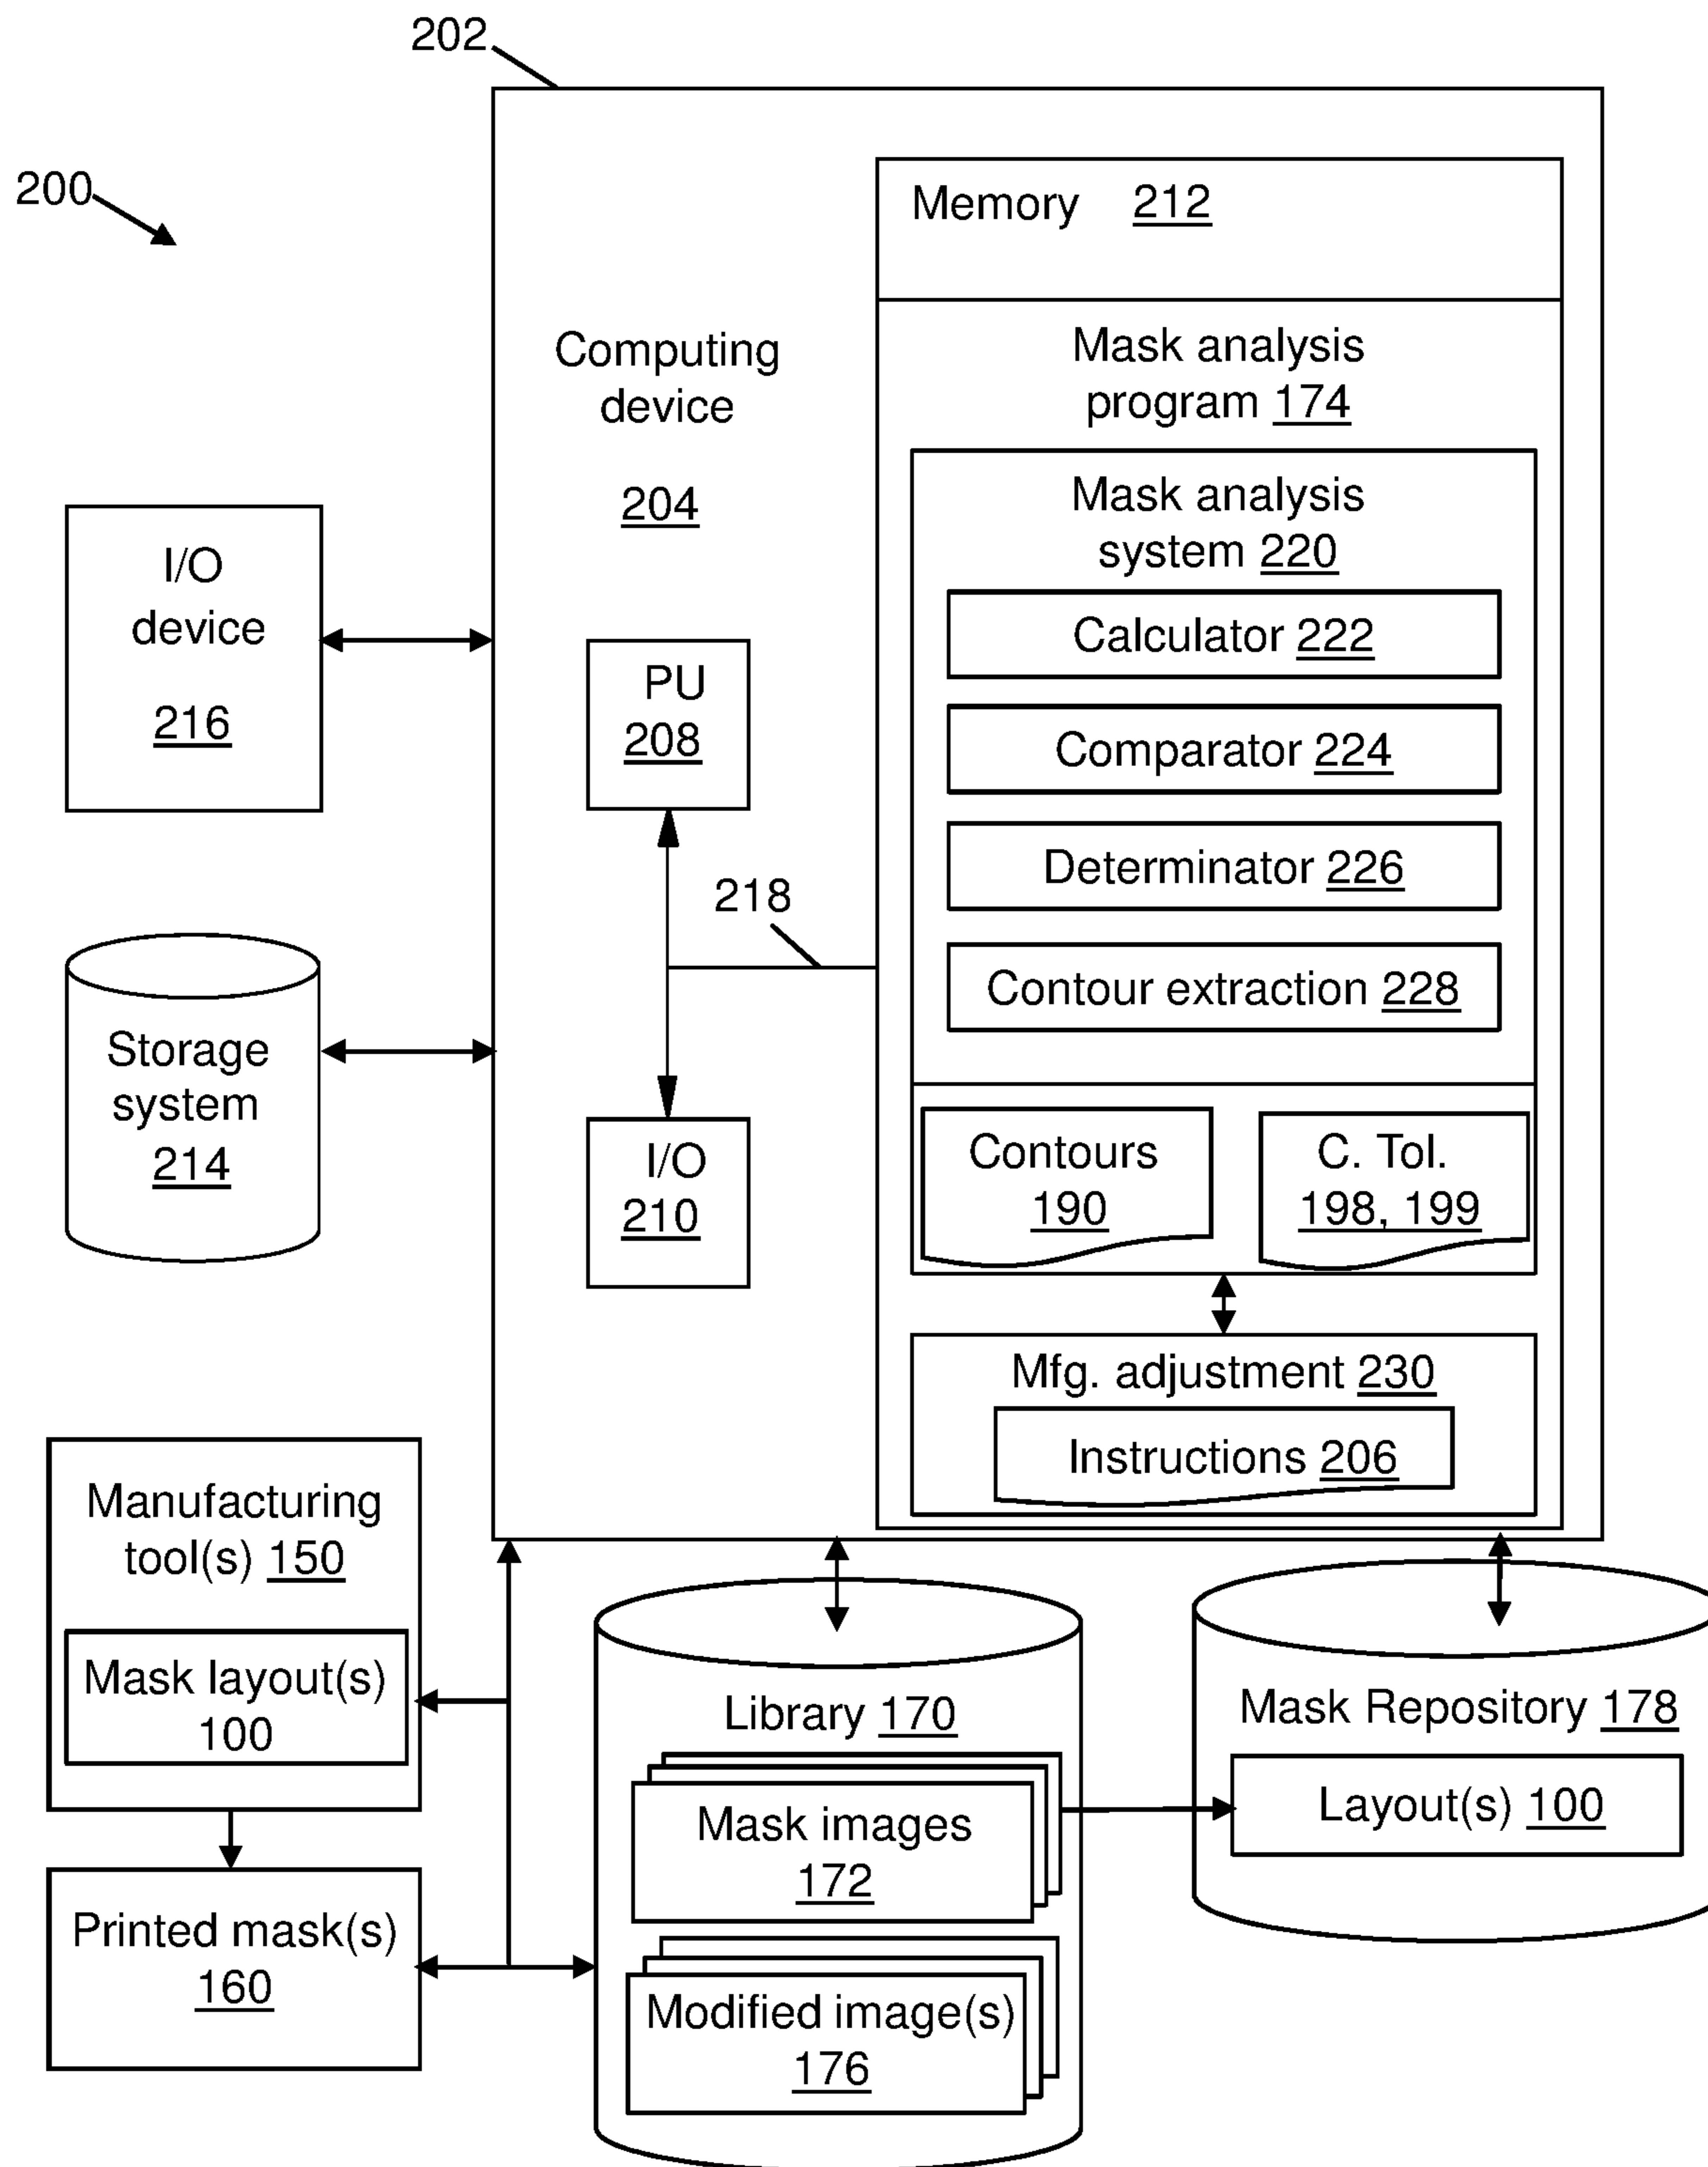 202
200
Memory 212
Computing
device
204
Mask analysis
program 174
Mask analysis
system 220
Calculator 222
Comparator 224
Determinator 226
Contour extraction 228
I/O
device
216
PU
208
218
Storage
system
214
I/O
210
Contours
190
C. Tol.
198, 199
Mfg. adjustment 230
Instructions 206
Manufacturing
tool(s) 150
Mask layout(s)
100
Printed mask(s)
160
Library 170
Mask images
172
Modified image(s)
176
Mask Repository 178
Layout(s) 100